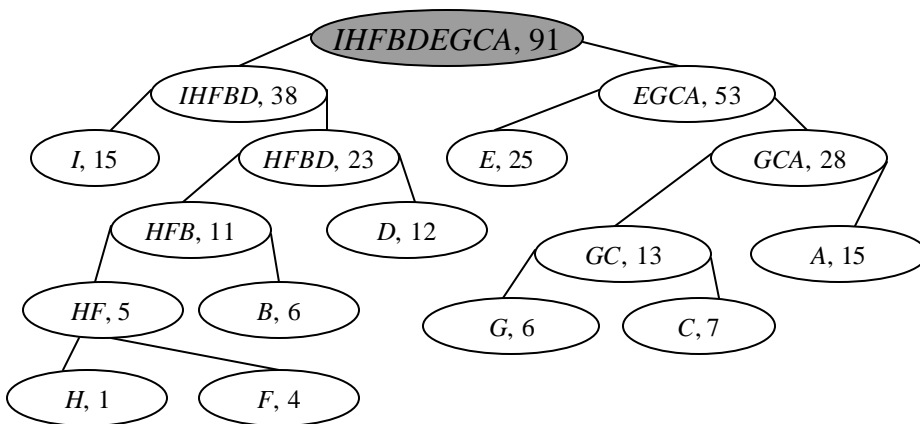 IHFBDEGCA, 91
IHFBD, 38
EGCA, 53
I, 15
HFBD, 23
E, 25
GCA, 28
HFB, 11
D, 12
GC, 13
A, 15
HF, 5
B, 6
G, 6
C, 7
H, 1
F, 4